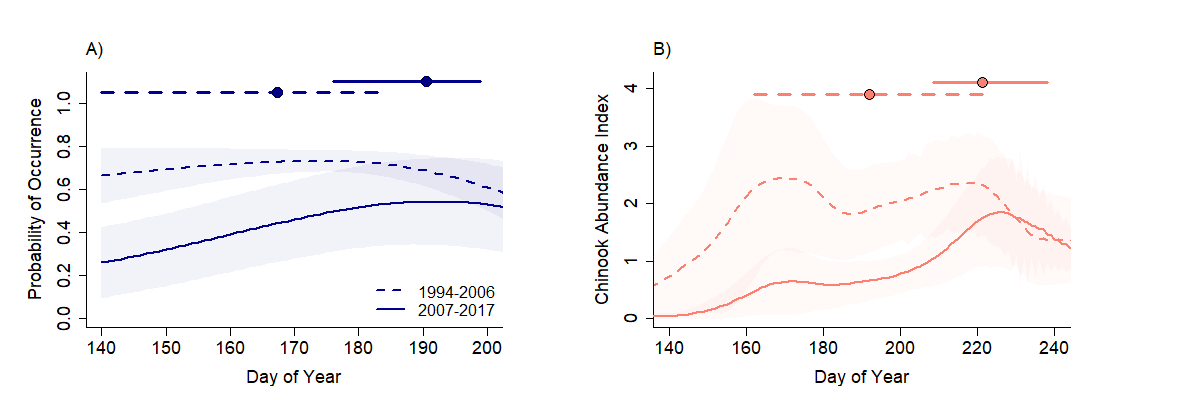 A)
Probability of Occurrence
0.0 0.2 0.4 0.6 0.8 1.0
1994-2006
2007-2017
140 150 160 170 180 190 200
Day of Year
B)
Chinook Abundance Index
0 1 2 3 4
140 160 180 200 220 240
Day of Year